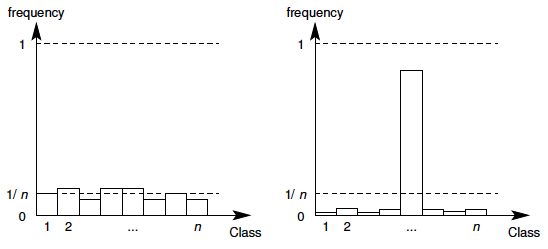 frequency
1
1/ n
0
1 2 ... n
Class
frequency
1
1/ n
0
1 2 ... n
Class